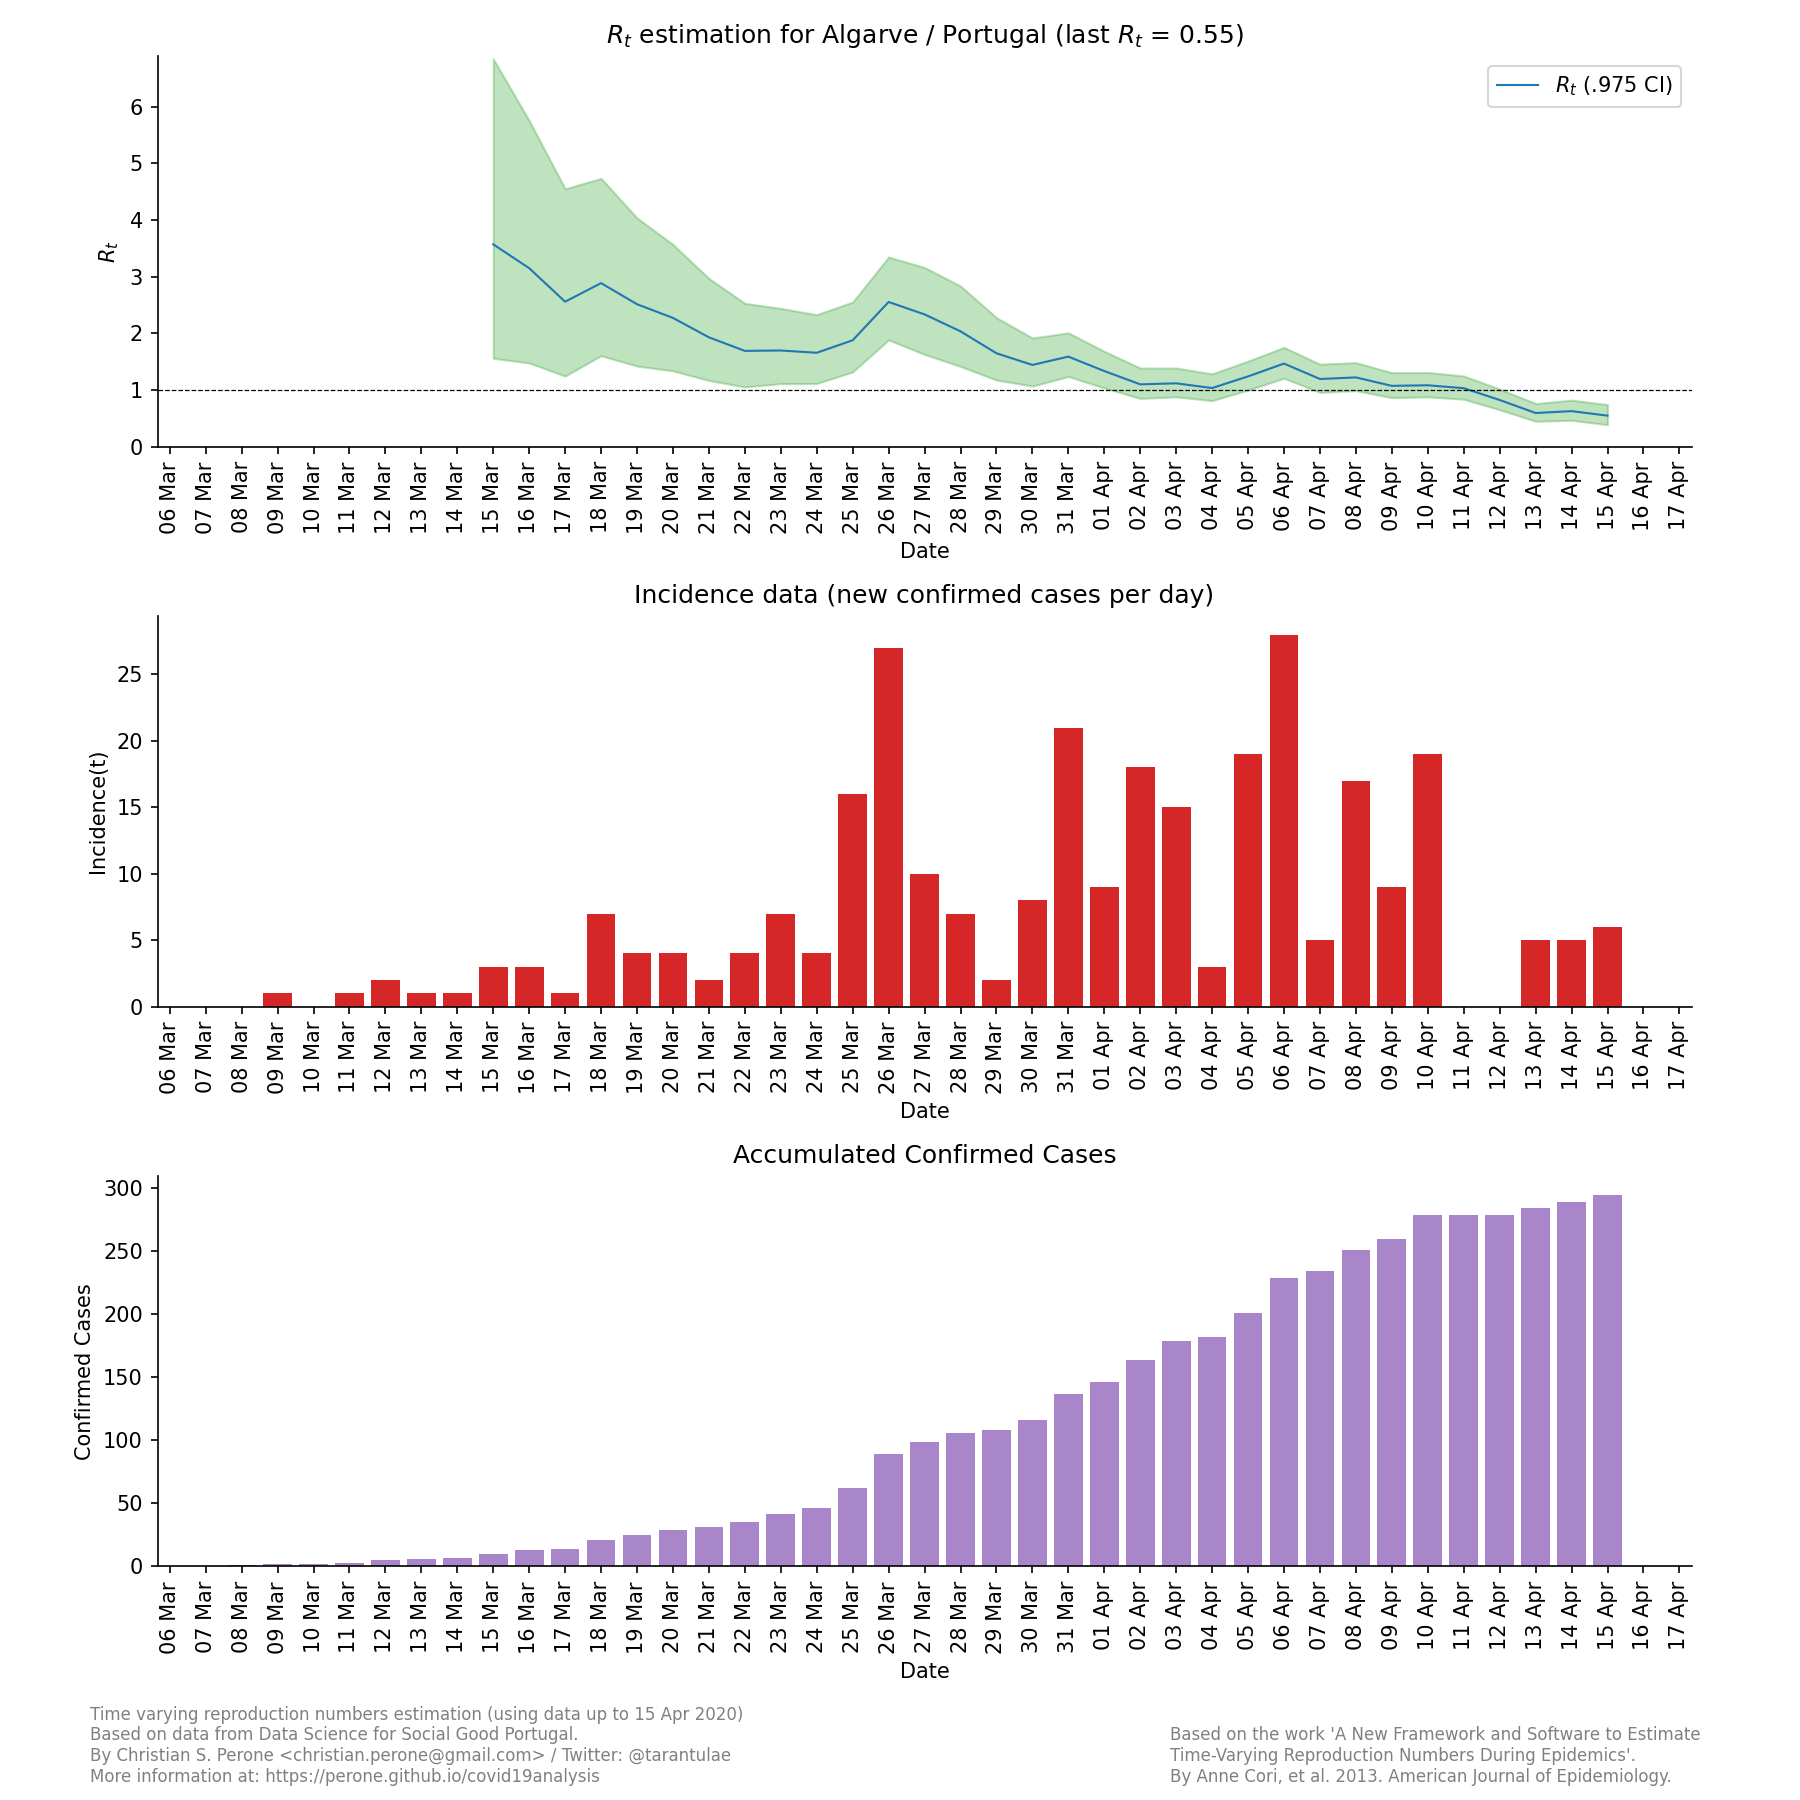 Rt estimation for Algarve / Portugal (last Rt = 0.55)
Rt (.975 CI)
6
5
4
3
2
1
0
Rt
06 Mar
07 Mar
08 Mar
09 Mar
10 Mar
11 Mar
12 Mar
13 Mar
14 Mar
15 Mar
16 Mar
17 Mar
18 Mar
19 Mar
20 Mar
21 Mar
22 Mar
23 Mar
24 Mar
25 Mar
26 Mar
27 Mar
28 Mar
29 Mar
30 Mar
31 Mar
01 Apr
02 Apr
03 Apr
04 Apr
05 Apr
06 Apr
07 Apr
08 Apr
09 Apr
10 Apr
11 Apr
12 Apr
13 Apr
14 Apr
15 Apr
16 Apr
17 Apr
Date
Incidence data (new confirmed cases per day)
25
20
15
10
5
0
Incidence(t)
06 Mar
07 Mar
08 Mar
09 Mar
10 Mar
11 Mar
12 Mar
13 Mar
14 Mar
15 Mar
16 Mar
17 Mar
18 Mar
19 Mar
20 Mar
21 Mar
22 Mar
23 Mar
24 Mar
25 Mar
26 Mar
27 Mar
28 Mar
29 Mar
30 Mar
31 Mar
01 Apr
02 Apr
03 Apr
04 Apr
05 Apr
06 Apr
07 Apr
08 Apr
09 Apr
10 Apr
11 Apr
12 Apr
13 Apr
14 Apr
15 Apr
16 Apr
17 Apr
Date
Accumulated Confirmed Cases
300
250
200
150
100
50
0
Confirmed Cases
06 Mar
07 Mar
08 Mar
09 Mar
10 Mar
11 Mar
12 Mar
13 Mar
14 Mar
15 Mar
16 Mar
17 Mar
18 Mar
19 Mar
20 Mar
21 Mar
22 Mar
23 Mar
24 Mar
25 Mar
26 Mar
27 Mar
28 Mar
29 Mar
30 Mar
31 Mar
01 Apr
02 Apr
03 Apr
04 Apr
05 Apr
06 Apr
07 Apr
08 Apr
09 Apr
10 Apr
11 Apr
12 Apr
13 Apr
14 Apr
15 Apr
16 Apr
17 Apr
Date
Time varying reproduction numbers estimation (using data up to 15 Apr 2020)
Based on data from Data Science for Social Good Portugal.
By Christian S. Perone <christian.perone@gmail.com> / Twitter: @tarantulae
More information at: https://perone.github.io/covid19analysis
Based on the work 'A New Framework and Software to Estimate
Time-Varying Reproduction Numbers During Epidemics'.
By Anne Cori, et al. 2013. American Journal of Epidemiology.